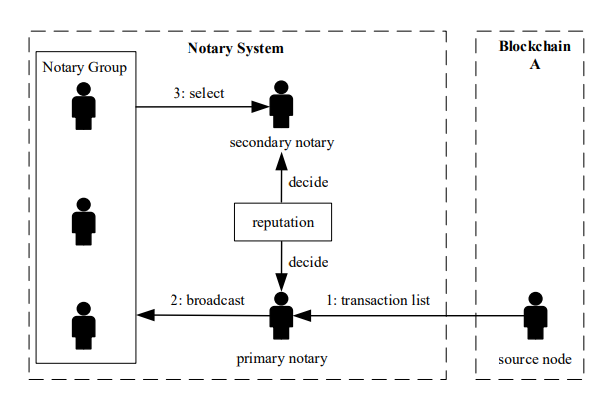 Notary System
Blockchain
A
Notary Group
3: select
secondary notary
decide
reputation
decide
2: broadcast
1: transaction list
primary notary
source node